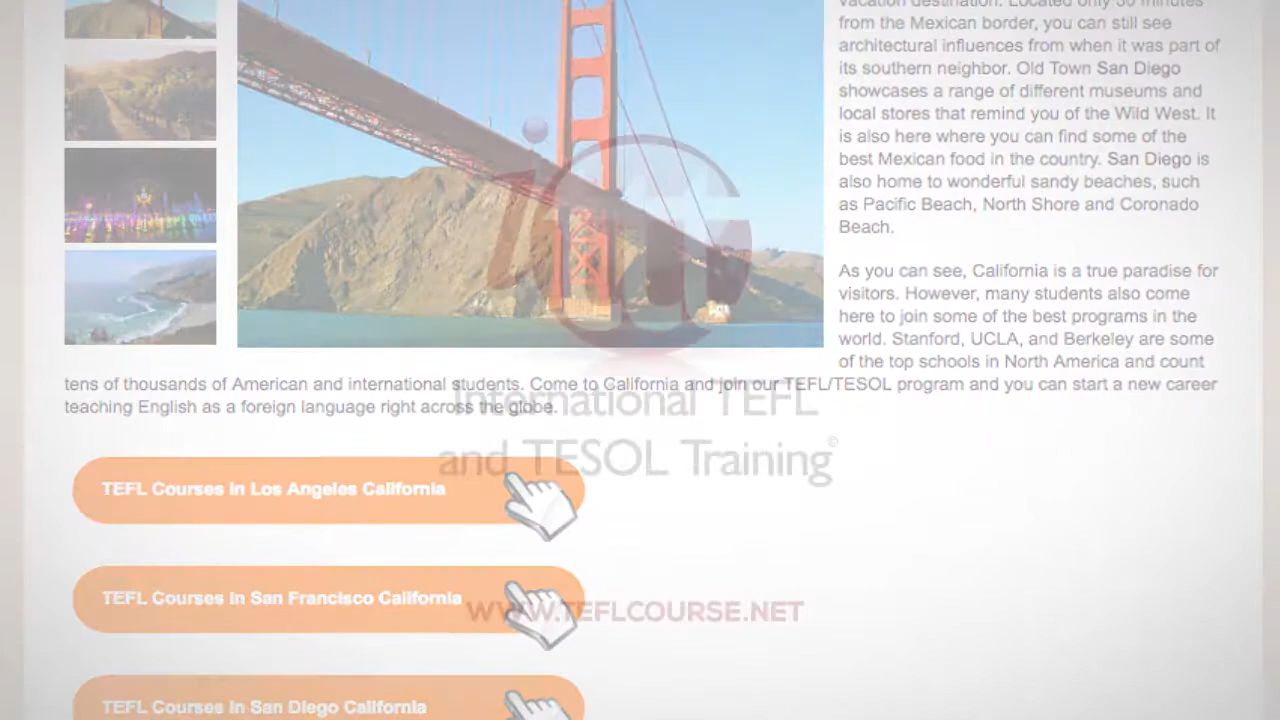 vacation destination. Located only 30 minutes
from the Mexican border, you can still see
architectural influences from when it was part of
its southern neighbor. Old Town San Diego
showcases a range of different museums and
local stores that remind you of the Wild West. It
is also here where you can find some of the
best Mexican food in the country. San Diego is
also home to wonderful sandy beaches, such
as Pacific Beach, North Shore and Coronado
Beach.
As you can see, California is a true paradise for
visitors. However, many students also come
here to join some of the best programs in the
world. Stanford, UCLA, and Berkeley are some
of the top schools in North America and count
tens of thousands of American and international students. Come to California and join our TEFL/TESOL program and you can start a new career
teaching English as a foreign language right across the globe.
ittt
International TEFL
and TESOL Training©
TEFL Courses In Los Angeles California
TEFL Courses In San Francisco California
WWW.TEFLCOURSE.NET
TEFL Courses In San Diego California